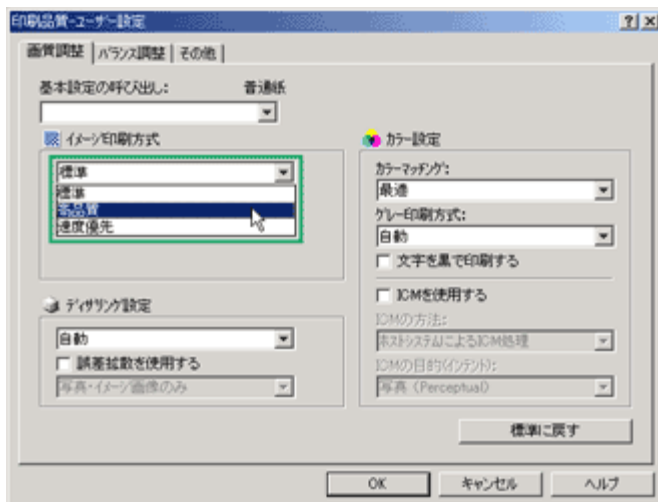 印刷品質-ユーザー設定
画質調整
バランス調整
その他
基本設定の呼び出し:
普通紙
イメージ印刷方式
標準
標準
高品質
速度優先
ディザリング設定
自動
誤差拡散を使用する
写真・イメージ画像のみ
カラー設定
カラーマッチング:
最適
グレー印刷方式:
自動
文字を黒で印刷する
ICMを使用する
ICMの方法:
ホストシステムによるICM処理
ICMの目的(インテント):
写真 (Perceptual)
標準に戻す
OK
キャンセル
ヘルプ